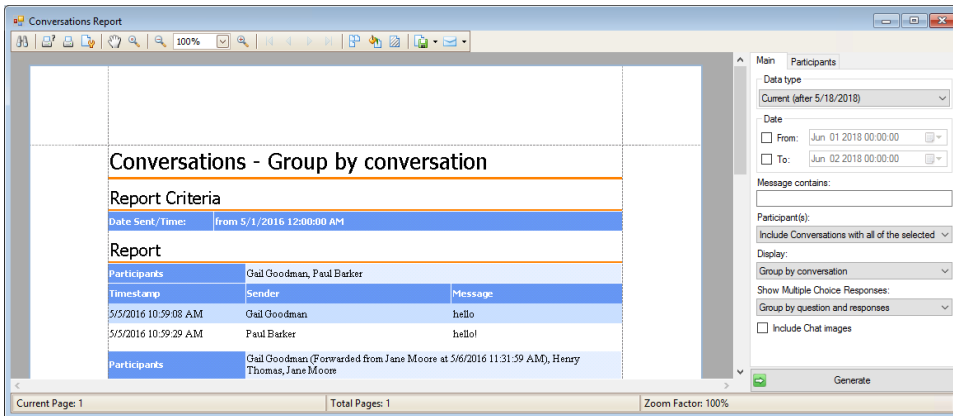 Conversations Report
100%
Conversations - Group by conversation
Report Criteria
Date Sent/Time: from 5/1/2016 12:00:00 AM
Report
Participants Gail Goodman, Paul Barker
Timestamp Sender Message
5/5/2016 10:59:08 AM Gail Goodman hello
5/5/2016 10:59:29 AM Paul Barker hello!
Participants Gail Goodman (Forwarded from Jane Moore at 5/6/2016 11:31:59 AM), Henry
Thomas, Jane Moore
Main Participants
Data type
Current (after 5/18/2018)
Date
From: Jun 01 2018 00:00:00
To: Jun 02 2018 00:00:00
Message contains:
Participant(s):
Include Conversations with all of the selected
Display:
Group by conversation
Show Multiple Choice Responses:
Group by question and responses
Include Chat images
Generate
Current Page: 1 Total Pages: 1 Zoom Factor: 100%